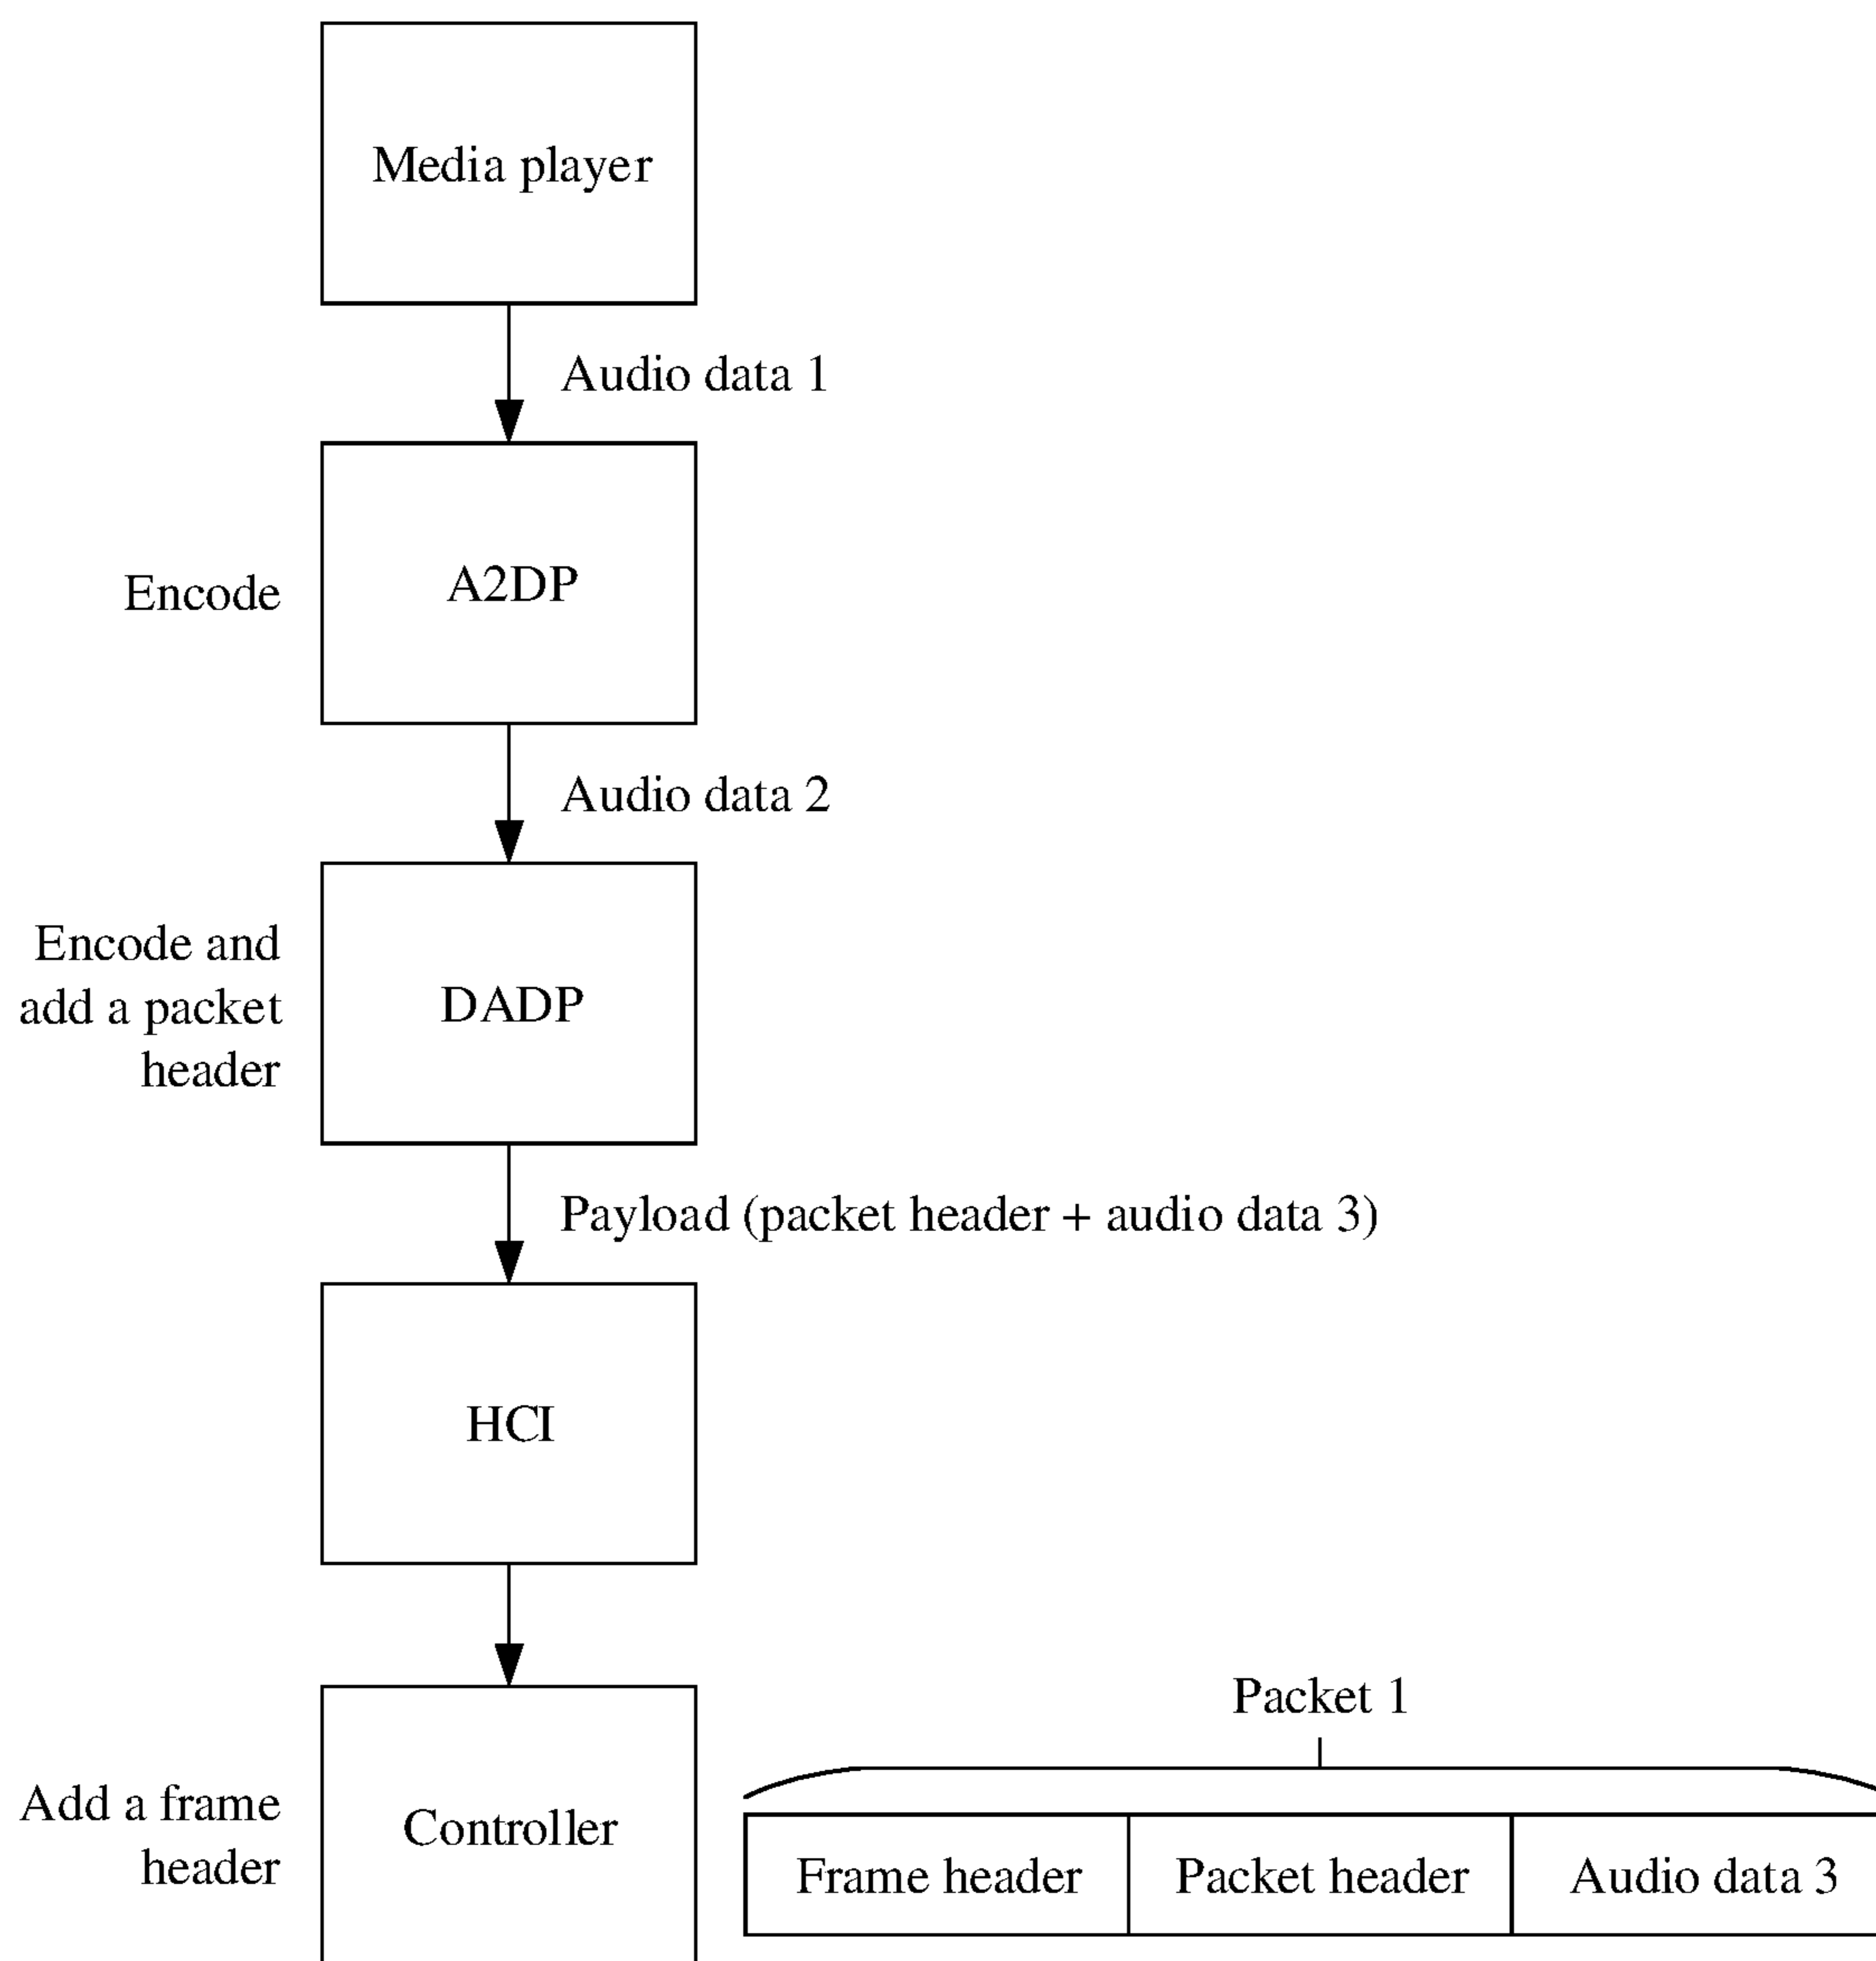 Media player
Audio data 1
Encode
A2DP
Audio data 2
Encode and
add a packet
header
DADP
Payload (packet header + audio data 3)
HCI
Packet 1
Add a frame
header
Controller
Frame header
Packet header
Audio data 3